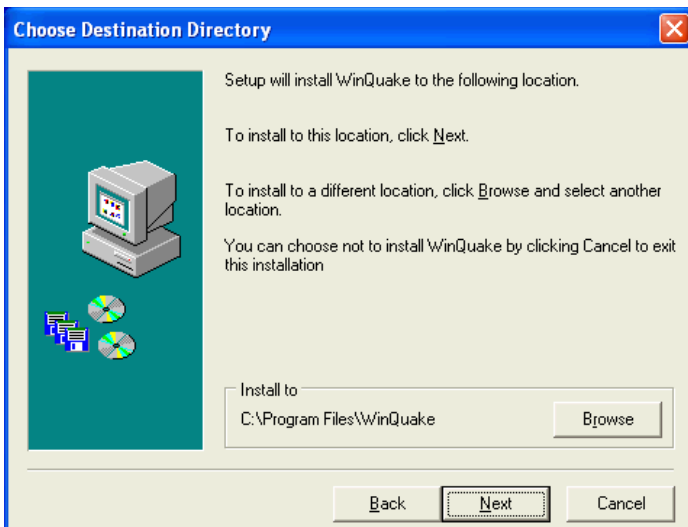 Choose Destination Directory
Setup will install WinQuake to the following location.
To install to this location, click Next.
To install to a different location, click Browse and select another
location.
You can choose not to install WinQuake by clicking Cancel to exit
this installation
Install to
C:\Program Files\WinQuake
Browse
Back
Next
Cancel